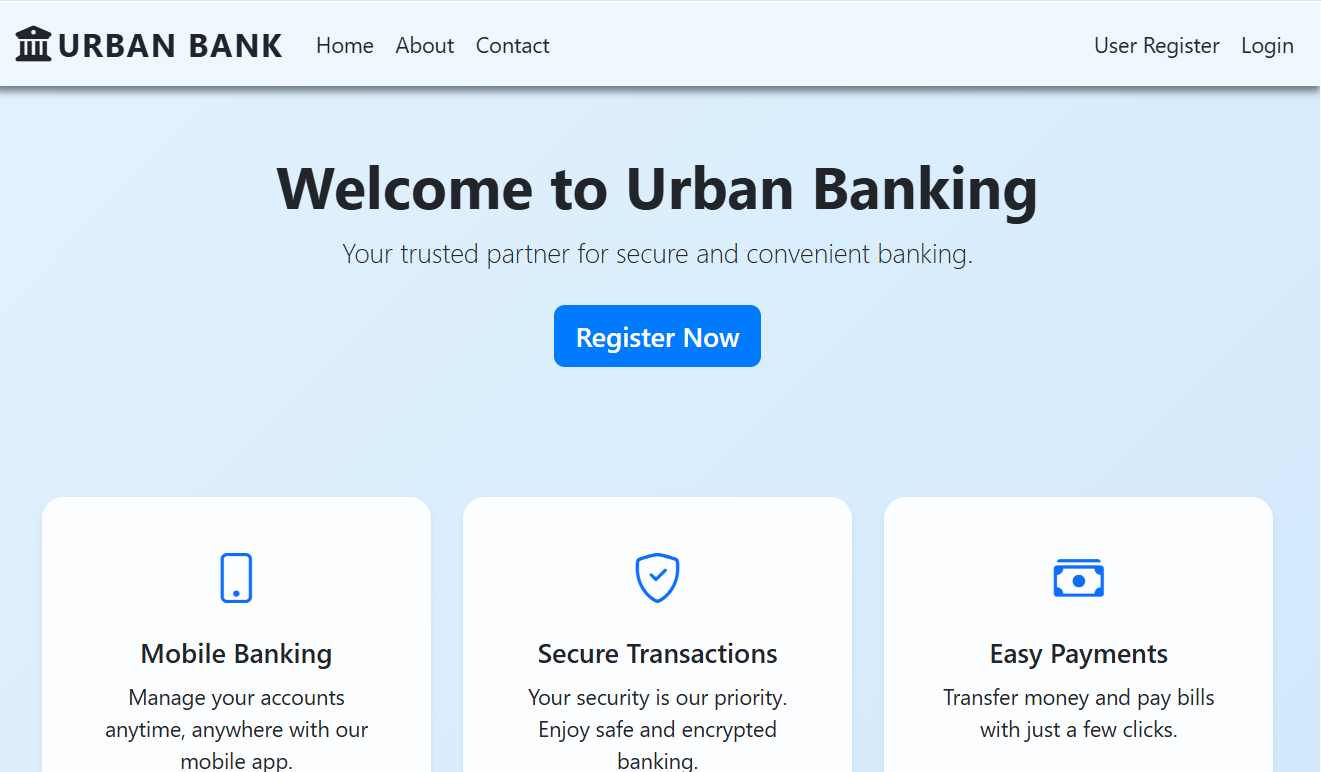 URBAN BANK Home About Contact User Register Login
Welcome to Urban Banking
Your trusted partner for secure and convenient banking.
Register Now
Mobile Banking
Manage your accounts
anytime, anywhere with our
mobile app.
Secure Transactions
Your security is our priority.
Enjoy safe and encrypted
banking.
Easy Payments
Transfer money and pay bills
with just a few clicks.